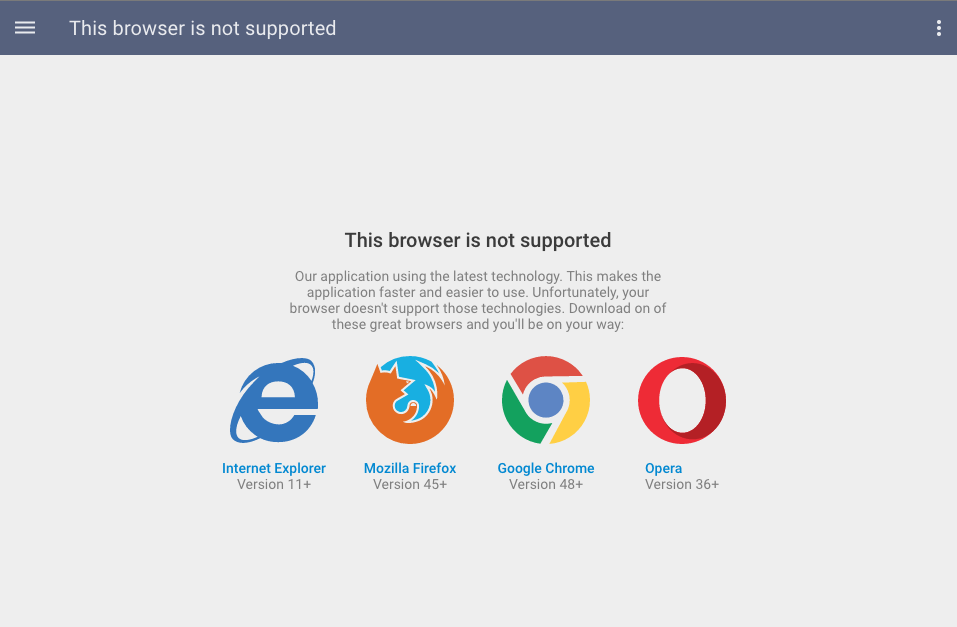 This browser is not supported
This browser is not supported
Our application using the latest technology. This makes the
application faster and easier to use. Unfortunately, your
browser doesn't support those technologies. Download on of
these great browsers and you'll be on your way:
Internet Explorer Mozilla Firefox Google Chrome Opera
Version 11+ Version 45+ Version 48+ Version 36+